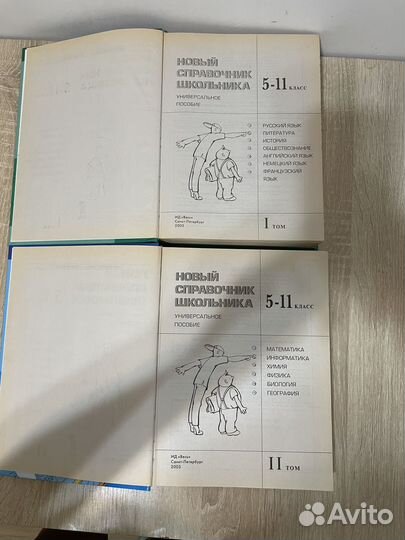 НОВЫЙ
СПРАВОЧНИК
ШКОЛЬНИКА
5-11 КЛАСС
УНИВЕРСАЛЬНОЕ
ПОСОБИЕ
РУССКИЙ ЯЗЫК
ЛИТЕРАТУРА
ИСТОРИЯ
ОБЩЕСТВОЗНАНИЕ
АНГЛИЙСКИЙ ЯЗЫК
НЕМЕЦКИЙ ЯЗЫК
ФРАНЦУЗСКИЙ
ЯЗЫК
ИД «Весь»
Санкт-Петербург
2003
I ТОМ
НОВЫЙ
СПРАВОЧНИК
ШКОЛЬНИКА
5-11 КЛАСС
УНИВЕРСАЛЬНОЕ
ПОСОБИЕ
МАТЕМАТИКА
ИНФОРМАТИКА
ХИМИЯ
ФИЗИКА
БИОЛОГИЯ
ГЕОГРАФИЯ
ИД «Весь»
Санкт-Петербург
2003
II ТОМ
Avito